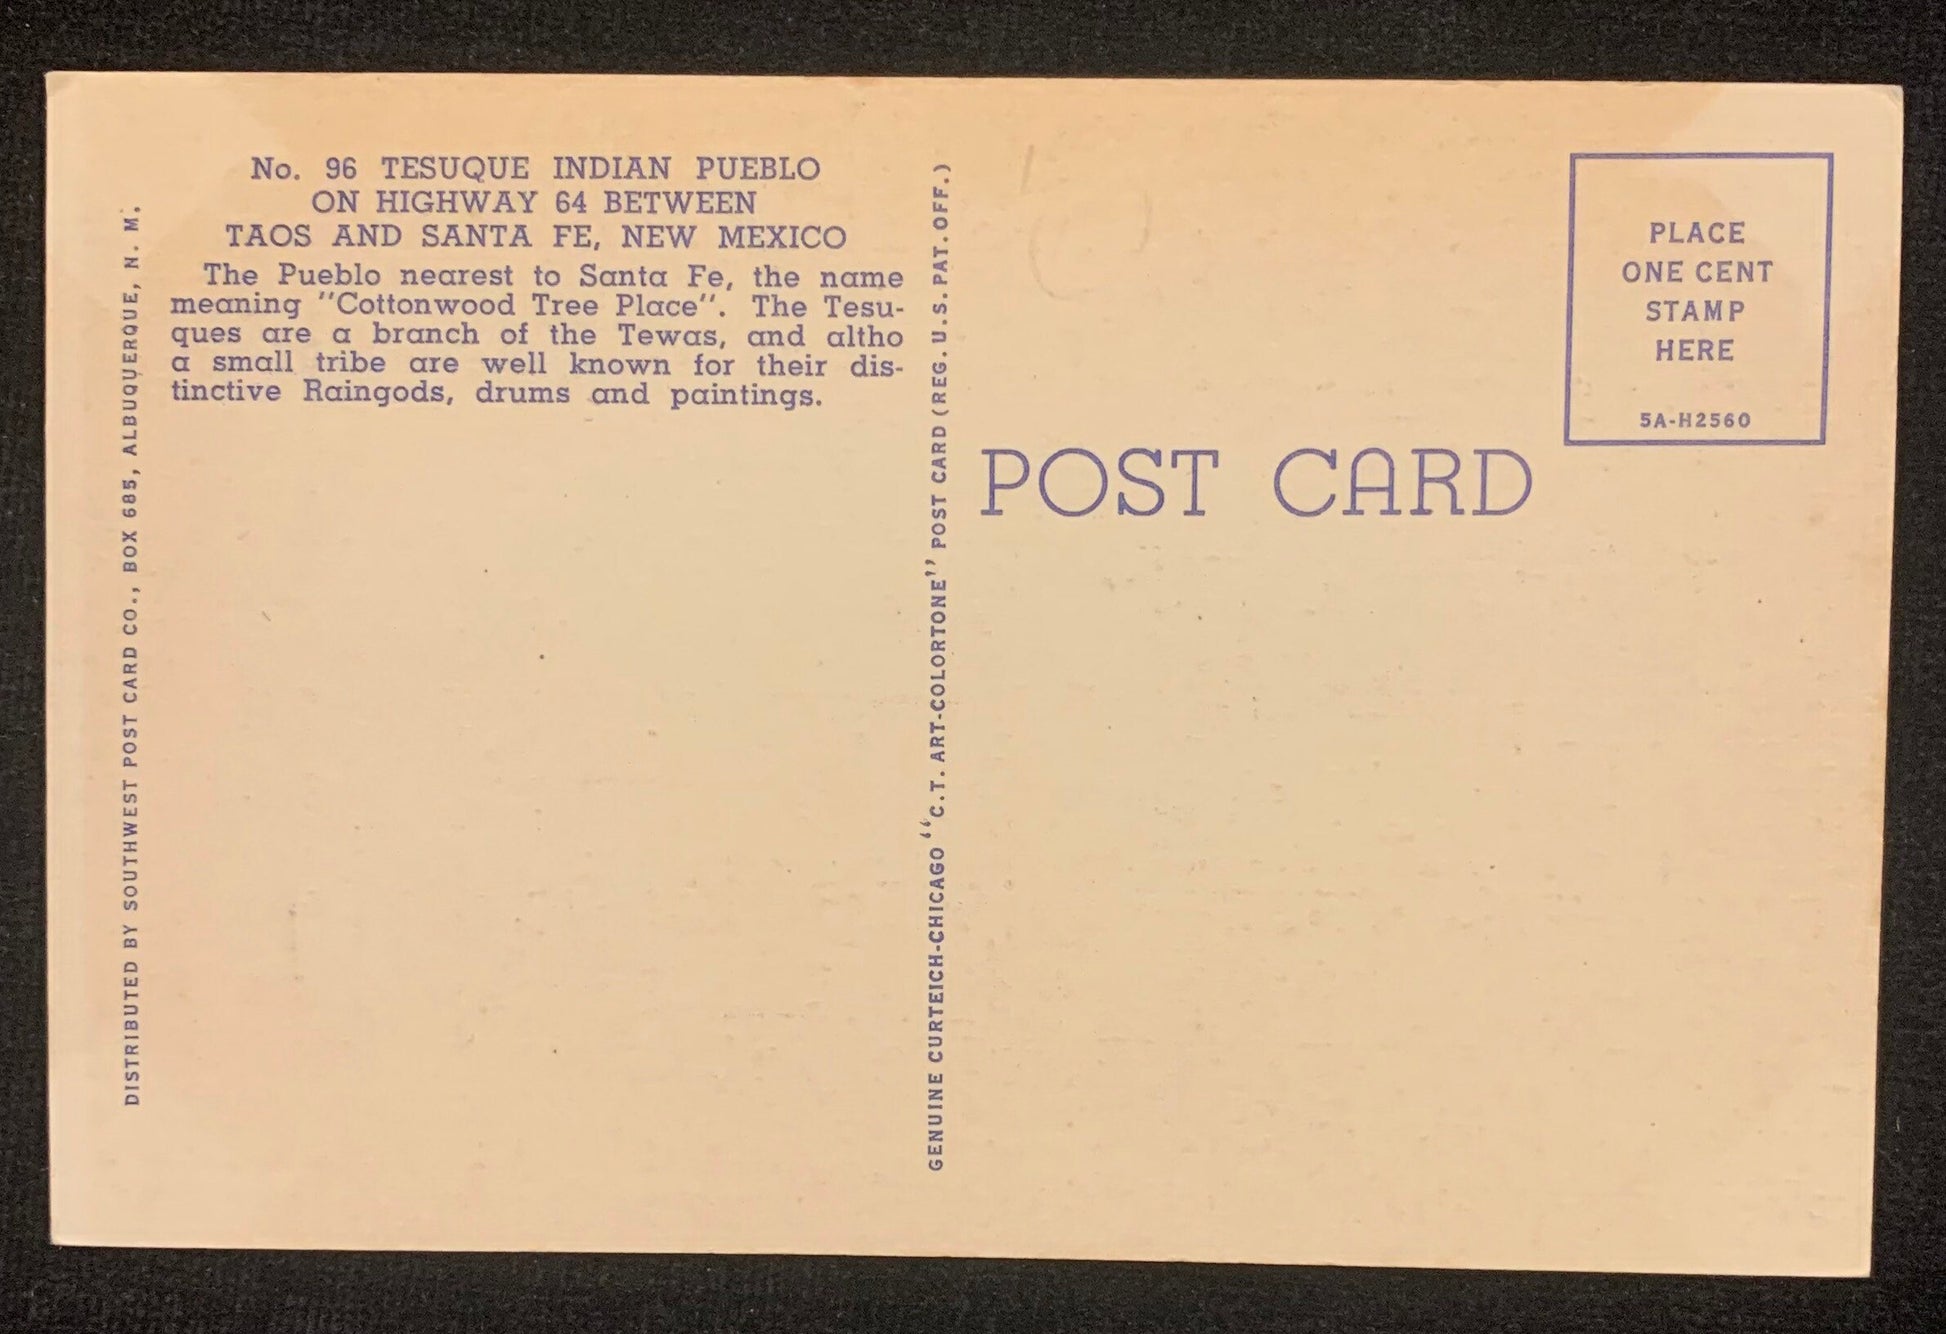 No. 96 TESUQUE INDIAN PUEBLO
ON HIGHWAY 64 BETWEEN
TAOS AND SANTA FE, NEW MEXICO
The Pueblo nearest to Santa Fe, the name
meaning "Cottonwood Tree Place". The Tesu-
ques are a branch of the Tewas, and altho
a small tribe are well known for their dis-
tinctive Raingods, drums and paintings.
DISTRIBUTED BY SOUTHWEST POST CARD CO., BOX 685, ALBUQUERQUE, N. M.
GENUINE CURTEICH-CHICAGO "C.T. ART-COLORTONE" POST CARD (REG. U.S. PAT. OFF.)
POST CARD
PLACE
ONE CENT
STAMP
HERE
5A-H2560